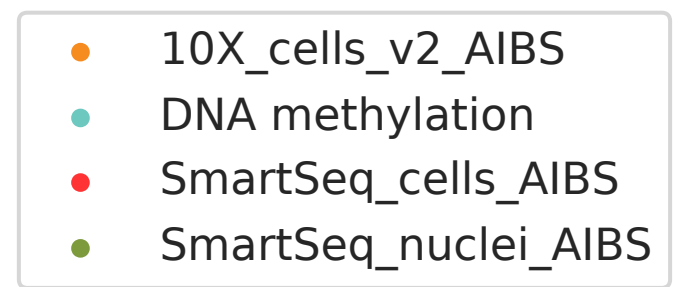 10X_cells_v2_AIBS
DNA methylation
SmartSeq_cells_AIBS
SmartSeq_nuclei_AIBS